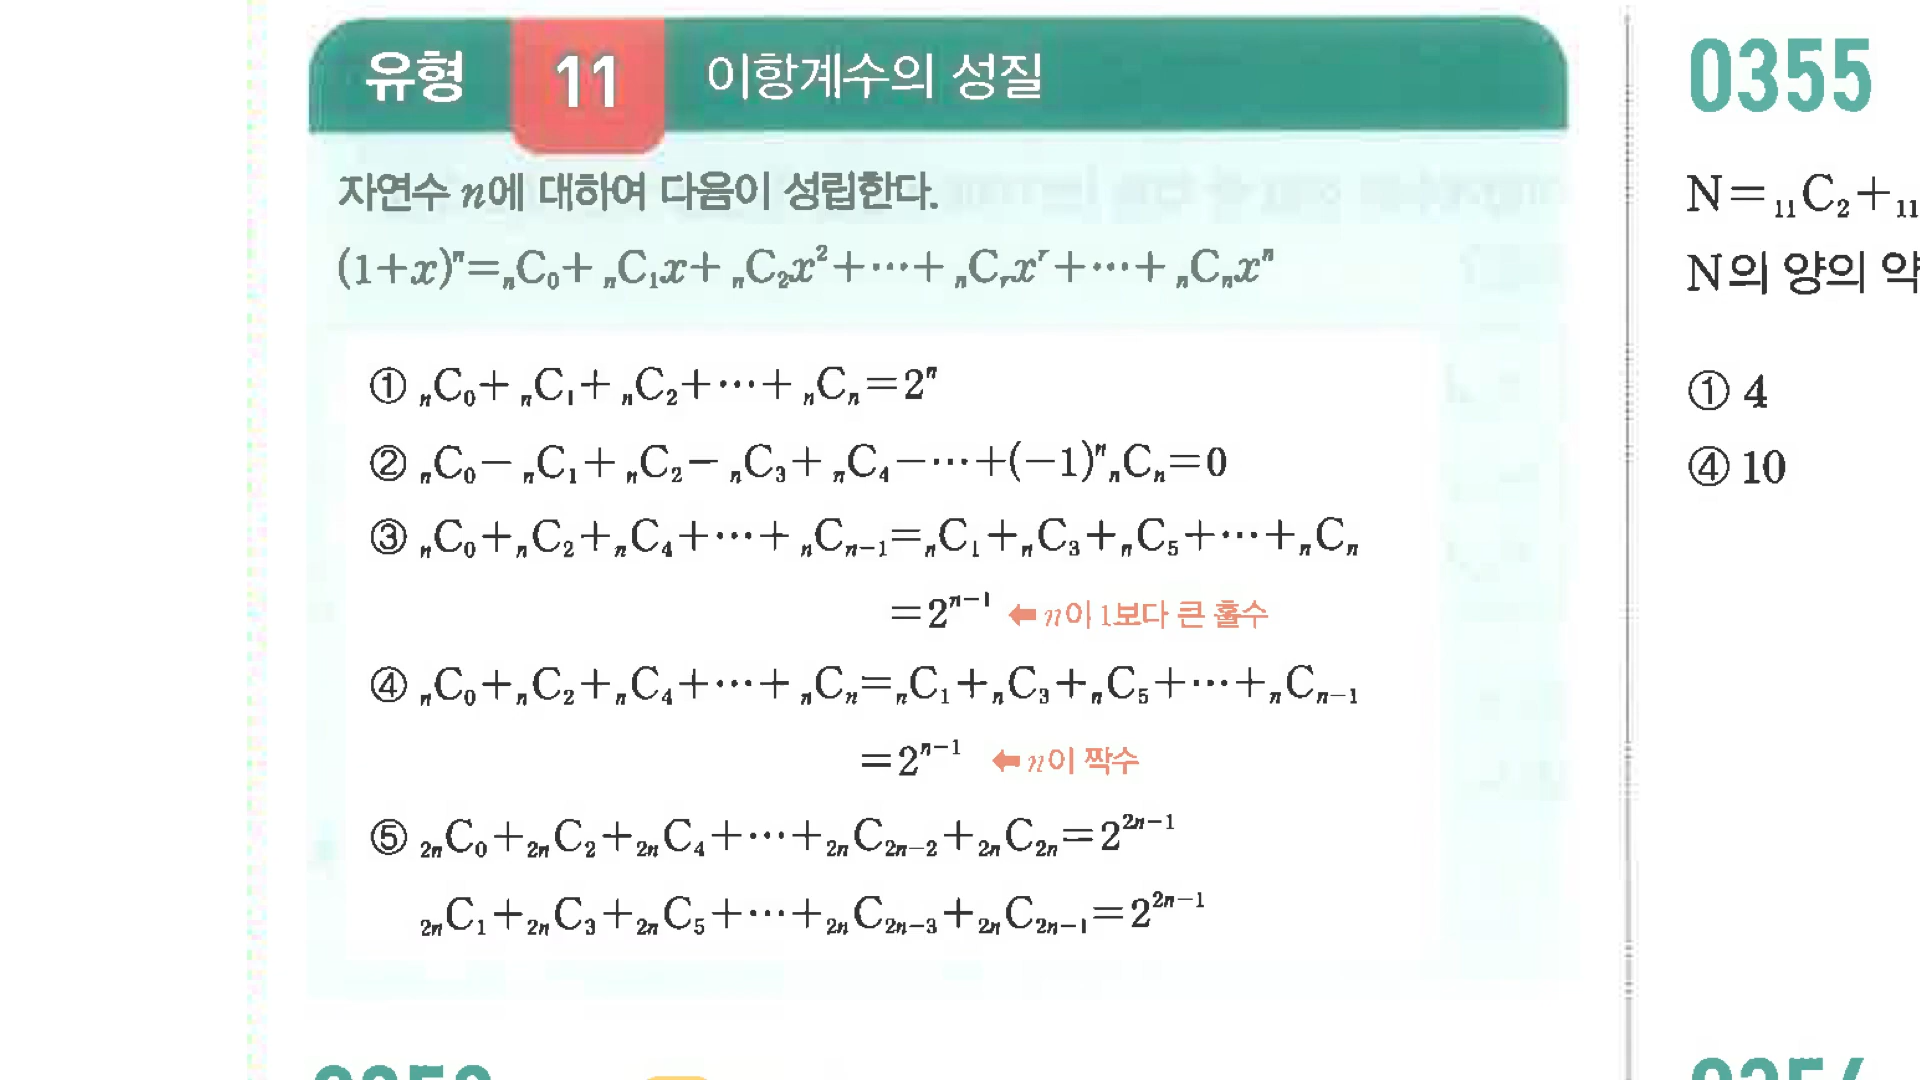 유형 11 이항계수의 성질
자연수 n에 대하여 다음이 성립한다.
(1+x)ⁿ=ₙC₀+ₙC₁x+ₙC₂x²+⋯+ₙCᵣxʳ+⋯+ₙCₙxⁿ
① ₙC₀+ₙC₁+ₙC₂+⋯+ₙCₙ=2ⁿ
② ₙC₀−ₙC₁+ₙC₂−ₙC₃+ₙC₄−⋯+(−1)ⁿₙCₙ=0
③ ₙC₀+ₙC₂+ₙC₄+⋯+ₙCₙ₋₁=ₙC₁+ₙC₃+ₙC₅+⋯+ₙCₙ
=2ⁿ⁻¹ ⬅ n이 1보다 큰 홀수
④ ₙC₀+ₙC₂+ₙC₄+⋯+ₙCₙ=ₙC₁+ₙC₃+ₙC₅+⋯+ₙCₙ₋₁
=2ⁿ⁻¹ ⬅ n이 짝수
⑤ ₂ₙC₀+₂ₙC₂+₂ₙC₄+⋯+₂ₙC₂ₙ₋₂+₂ₙC₂ₙ=2²ⁿ⁻¹
₂ₙC₁+₂ₙC₃+₂ₙC₅+⋯+₂ₙC₂ₙ₋₃+₂ₙC₂ₙ₋₁=2²ⁿ⁻¹
0355
N=₁₁C₂+₁₁
N의 양의 약
① 4
④ 10